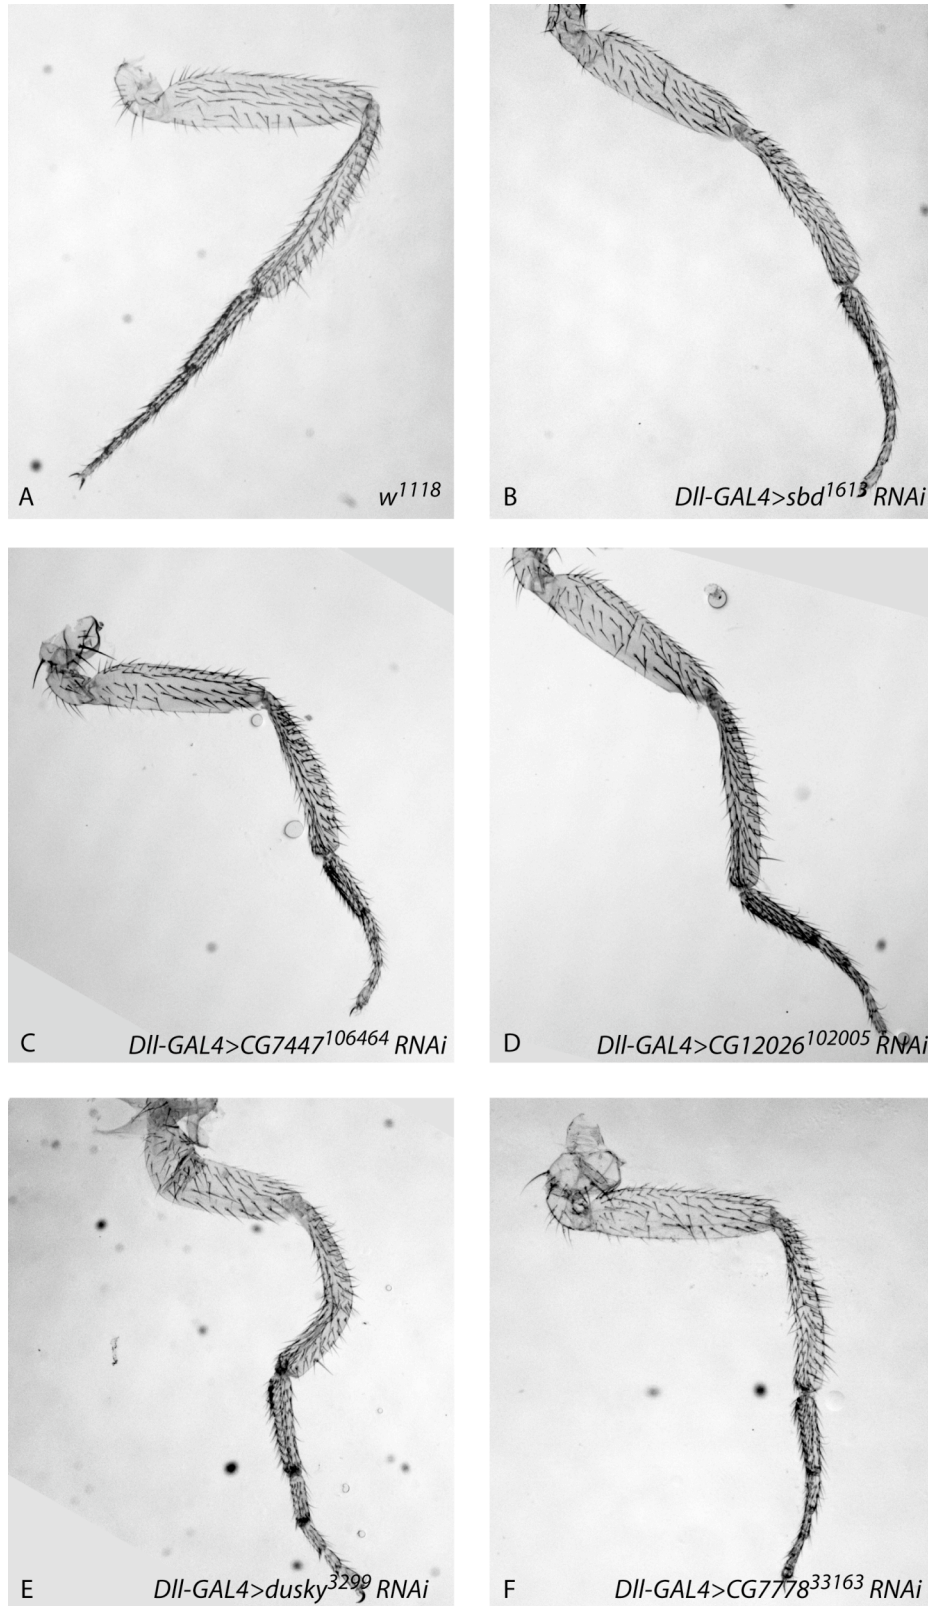 A w1118
B Dll-GAL4>sbd1613 RNAi
C Dll-GAL4>CG7447106464 RNAi
D Dll-GAL4>CG12026102005 RNAi
E Dll-GAL4>dusky3299 RNAi
F Dll-GAL4>CG777833163 RNAi